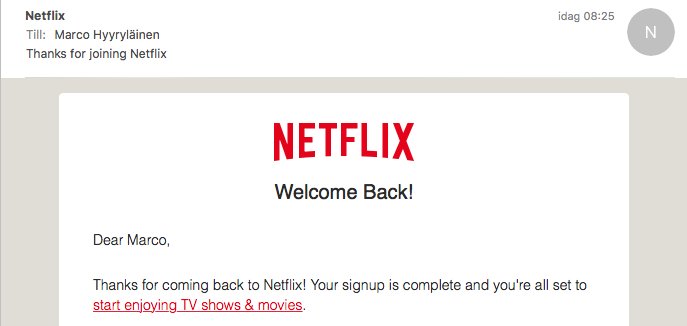 Netflix
idag 08:25
Till: Marco Hyyryläinen
Thanks for joining Netflix
N
NETFLIX
Welcome Back!
Dear Marco,
Thanks for coming back to Netflix! Your signup is complete and you're all set to
start enjoying TV shows & movies.